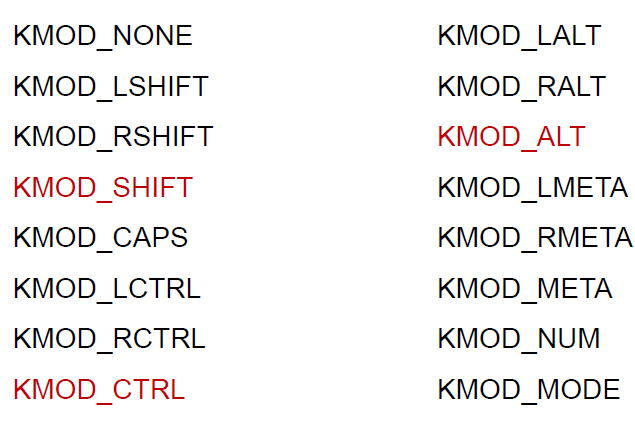 KMOD_NONE
KMOD_LSHIFT
KMOD_RSHIFT
KMOD_SHIFT
KMOD_CAPS
KMOD_LCTRL
KMOD_RCTRL
KMOD_CTRL
KMOD_LALT
KMOD_RALT
KMOD_ALT
KMOD_LMETA
KMOD_RMETA
KMOD_META
KMOD_NUM
KMOD_MODE